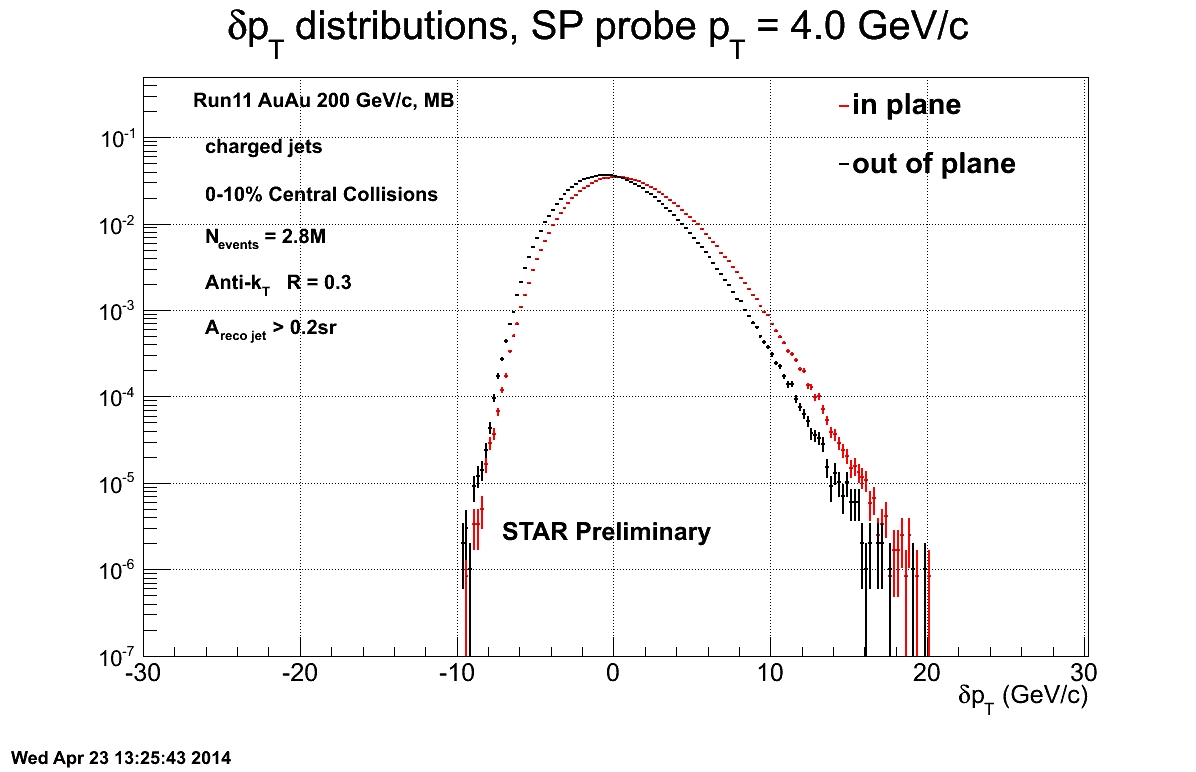 δp_T distributions, SP probe p_T = 4.0 GeV/c
Run11 AuAu 200 GeV/c, MB
charged jets
0-10% Central Collisions
N_events = 2.8M
Anti-k_T R = 0.3
A_reco jet > 0.2sr
in plane
out of plane
STAR Preliminary
10^-1
10^-2
10^-3
10^-4
10^-5
10^-6
10^-7
-30 -20 -10 0 10 20 30
δp_T (GeV/c)
Wed Apr 23 13:25:43 2014